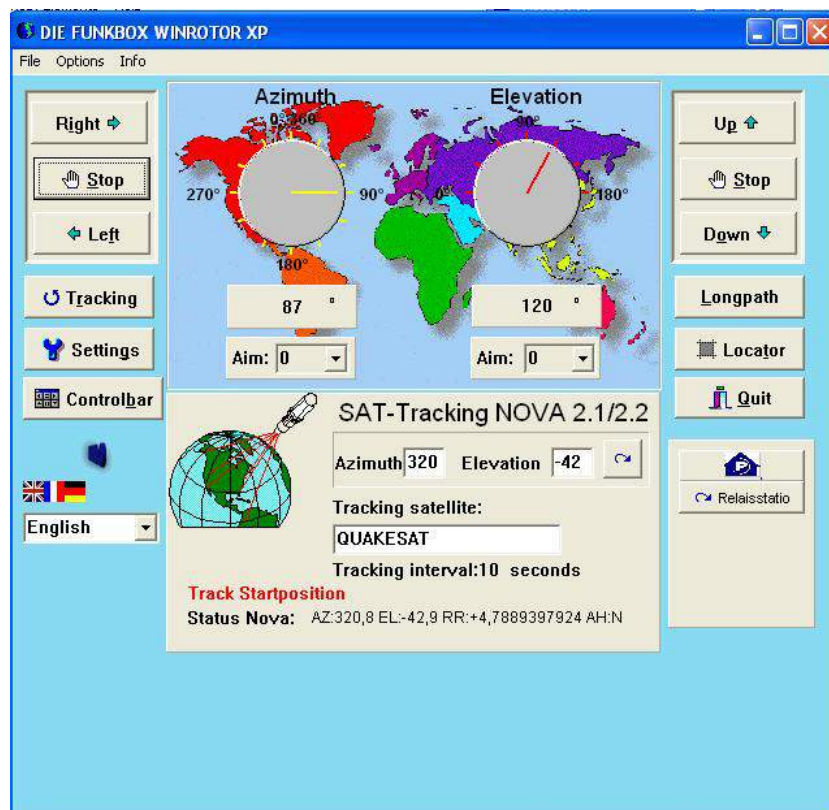 DIE FUNKBOX WINROTOR XP
File Options Info
Right
Stop
Left
Tracking
Settings
Controlbar
English
Azimuth
0° 360°
270°
90°
180°
87 °
Aim: 0
Elevation
90°
0°
180°
120 °
Aim: 0
SAT-Tracking NOVA 2.1/2.2
Azimuth 320 Elevation -42
Tracking satellite:
QUAKESAT
Tracking interval:10 seconds
Track Startposition
Status Nova: AZ:320,8 EL:-42,9 RR:+4,7889397924 AH:N
Up
Stop
Down
Longpath
Locator
Quit
P
Relaisstatio